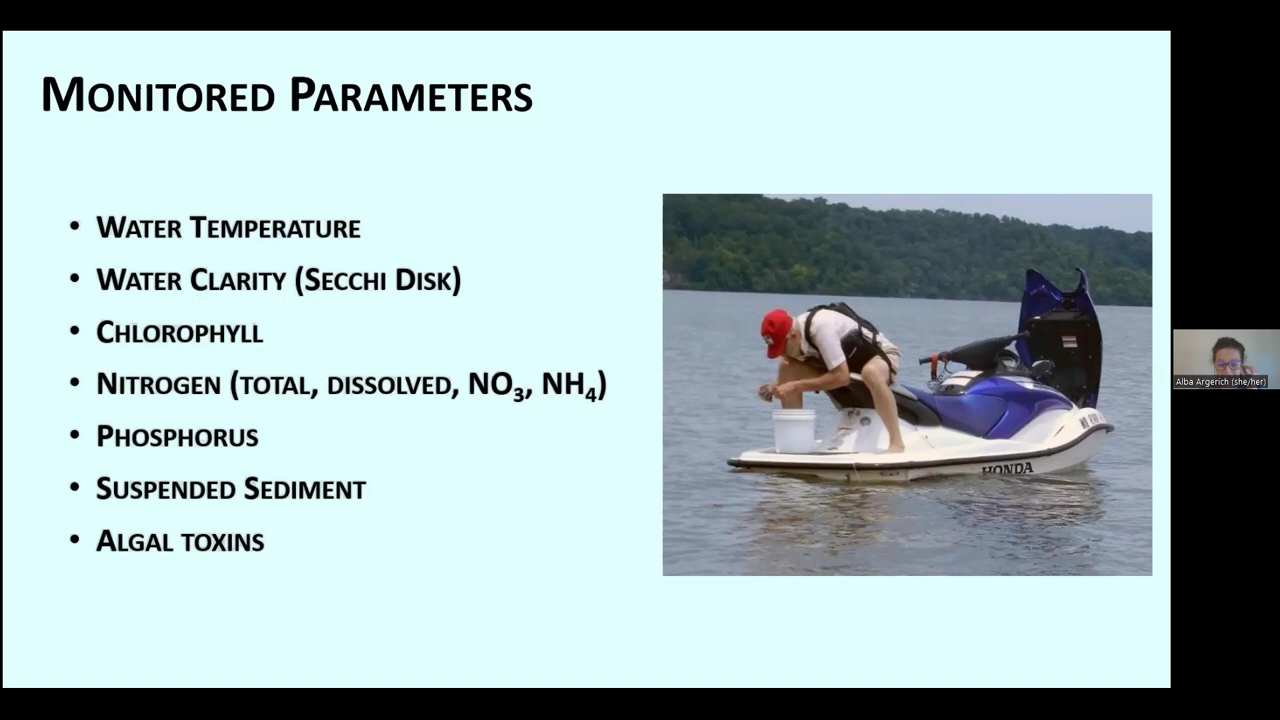 Monitored Parameters
• Water Temperature
• Water Clarity (Secchi Disk)
• Chlorophyll
• Nitrogen (total, dissolved, NO3, NH4)
• Phosphorus
• Suspended Sediment
• Algal toxins
HONDA
Alba Argerich (she/her)